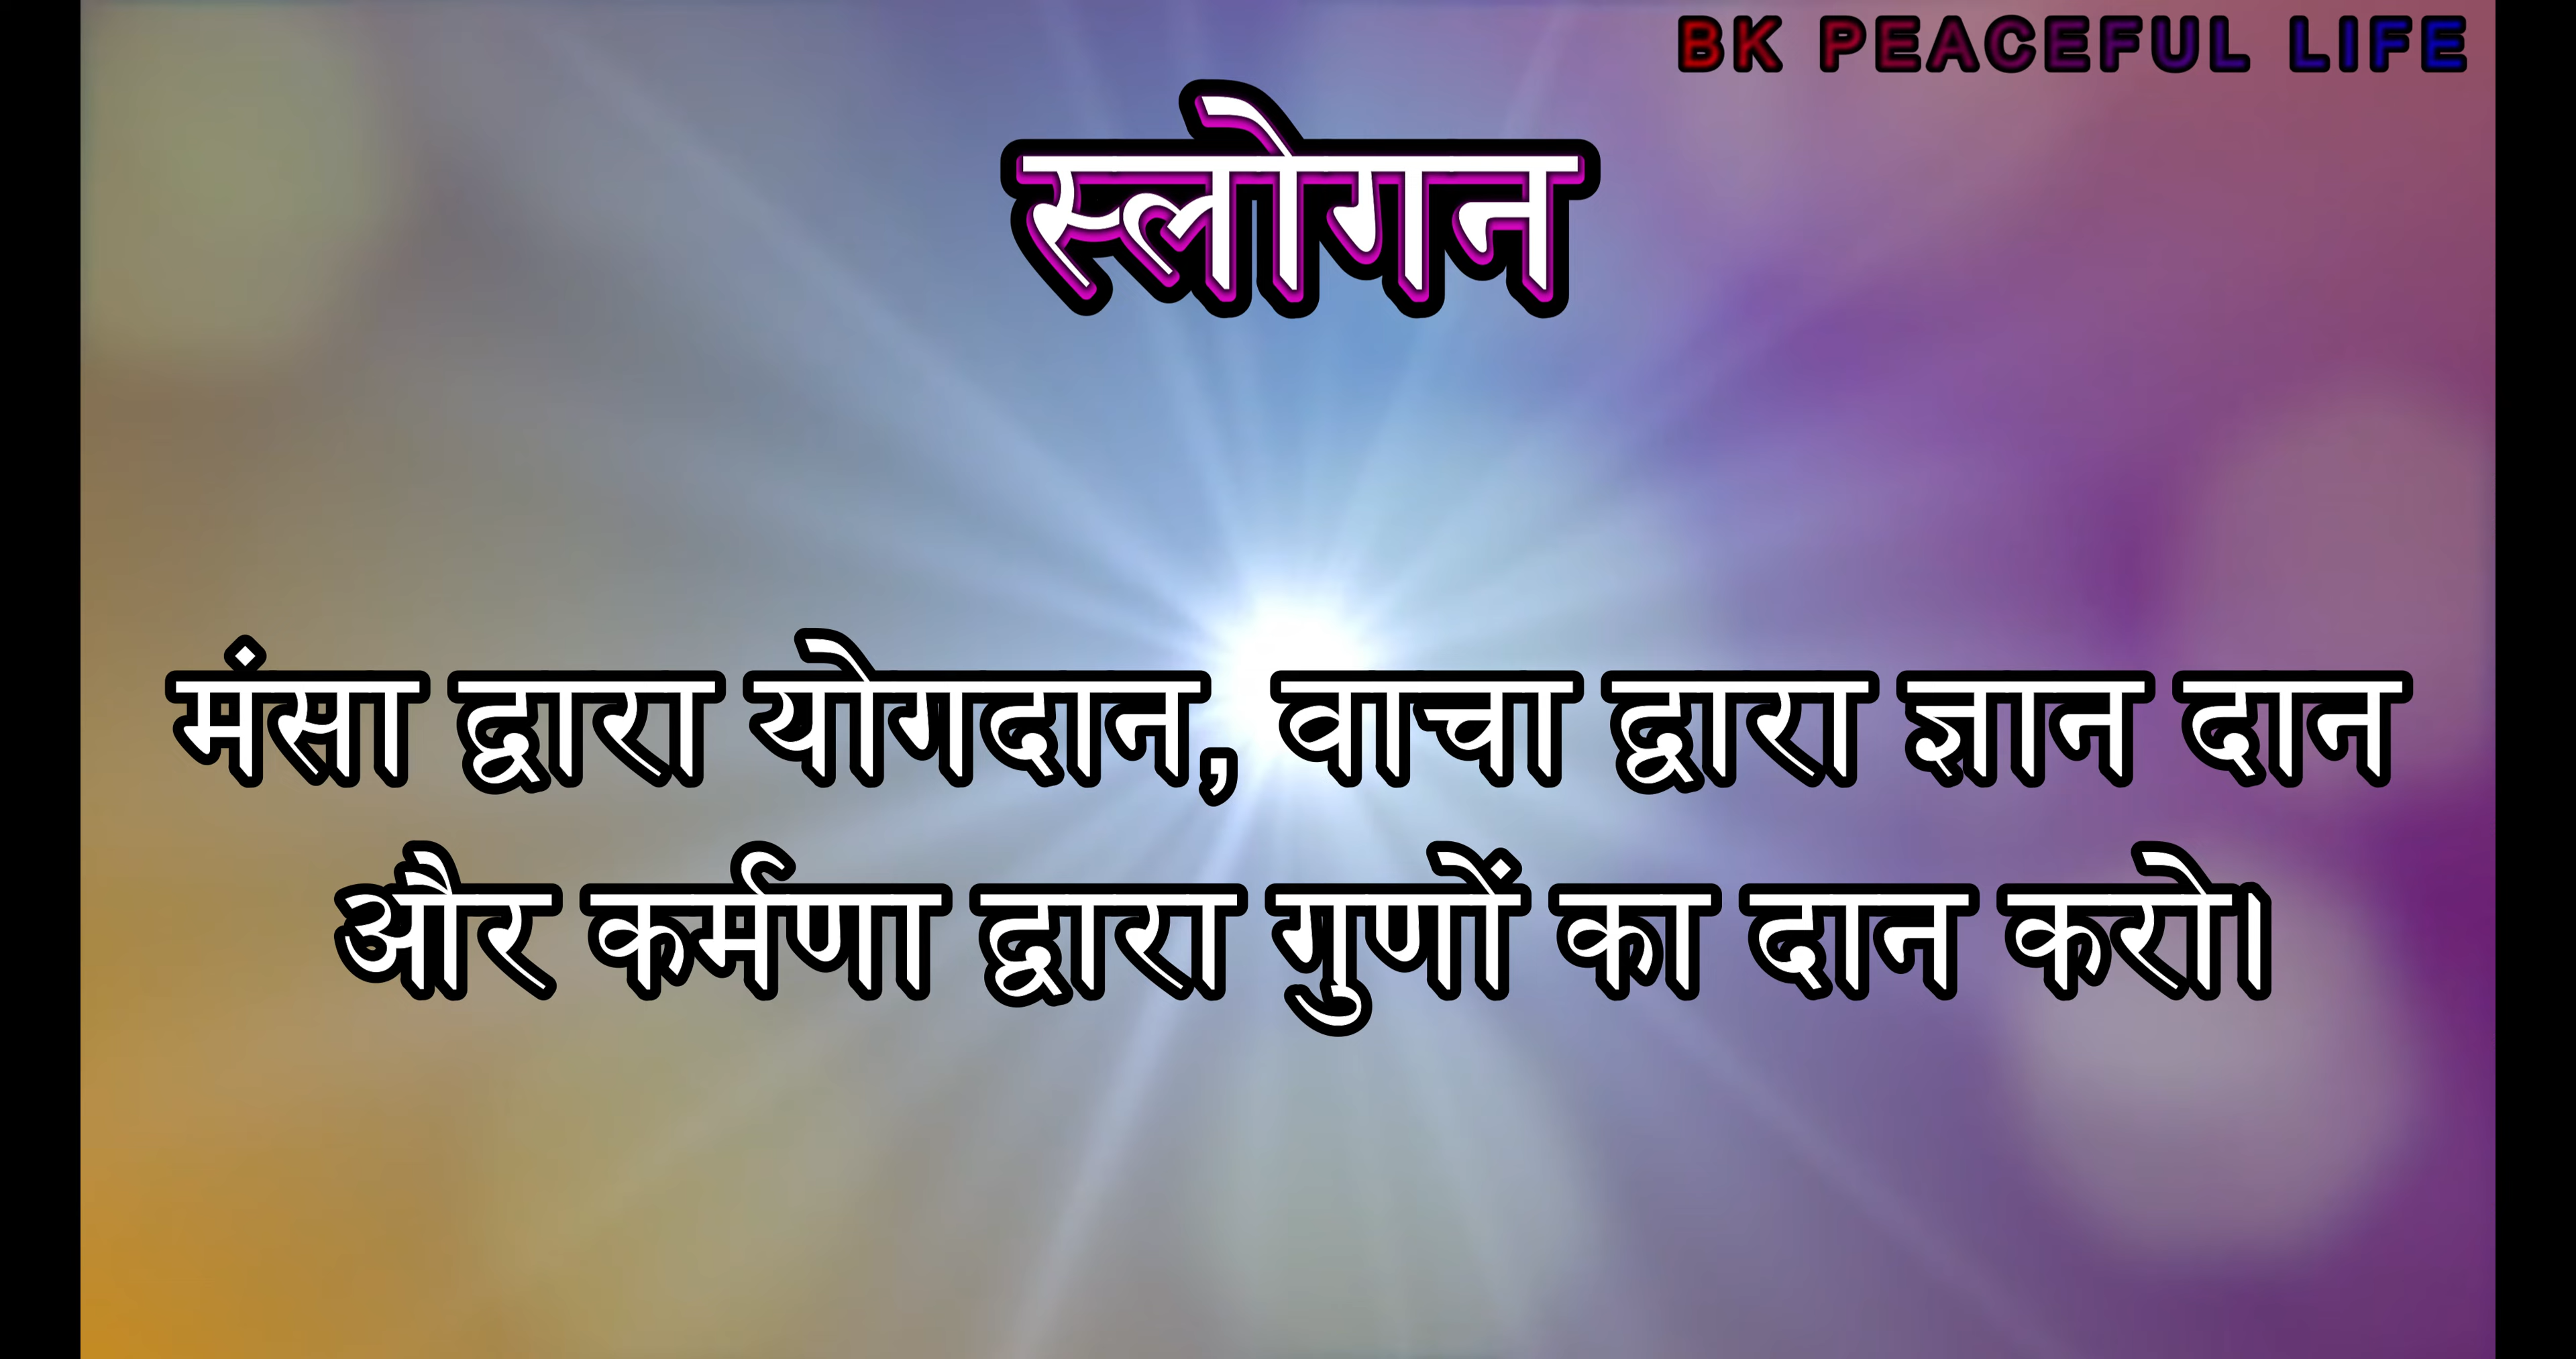 BK PEACEFUL LIFE
स्लोगन
मंसा द्वारा योगदान, वाचा द्वारा ज्ञान दान
और कर्मणा द्वारा गुणों का दान करो।